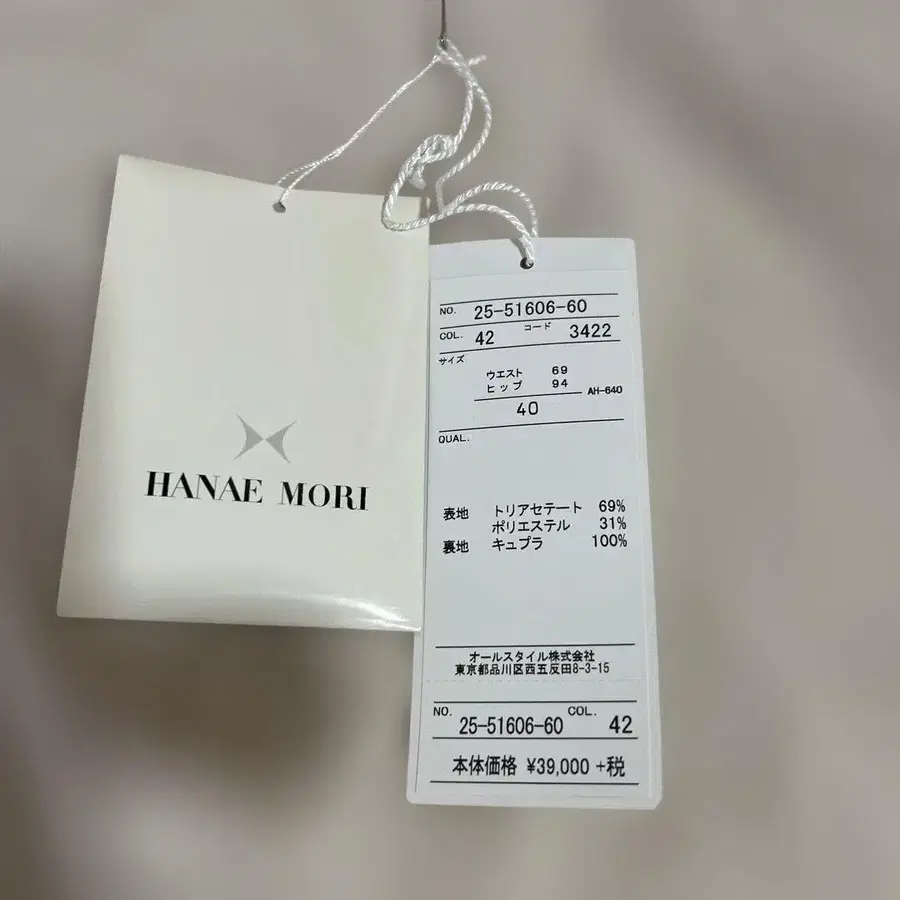 HANAE MORI
NO. 25-51606-60
COL. 42 コード 3422
サイズ
ウエスト 69
ヒップ 94
AH-640
40
QUAL.
表地 トリアセテート 69%
ポリエステル 31%
裏地 キュプラ 100%
オールスタイル株式会社
東京都品川区西五反田8-3-15
NO. 25-51606-60 COL. 42
本体価格 ¥39,000 +税